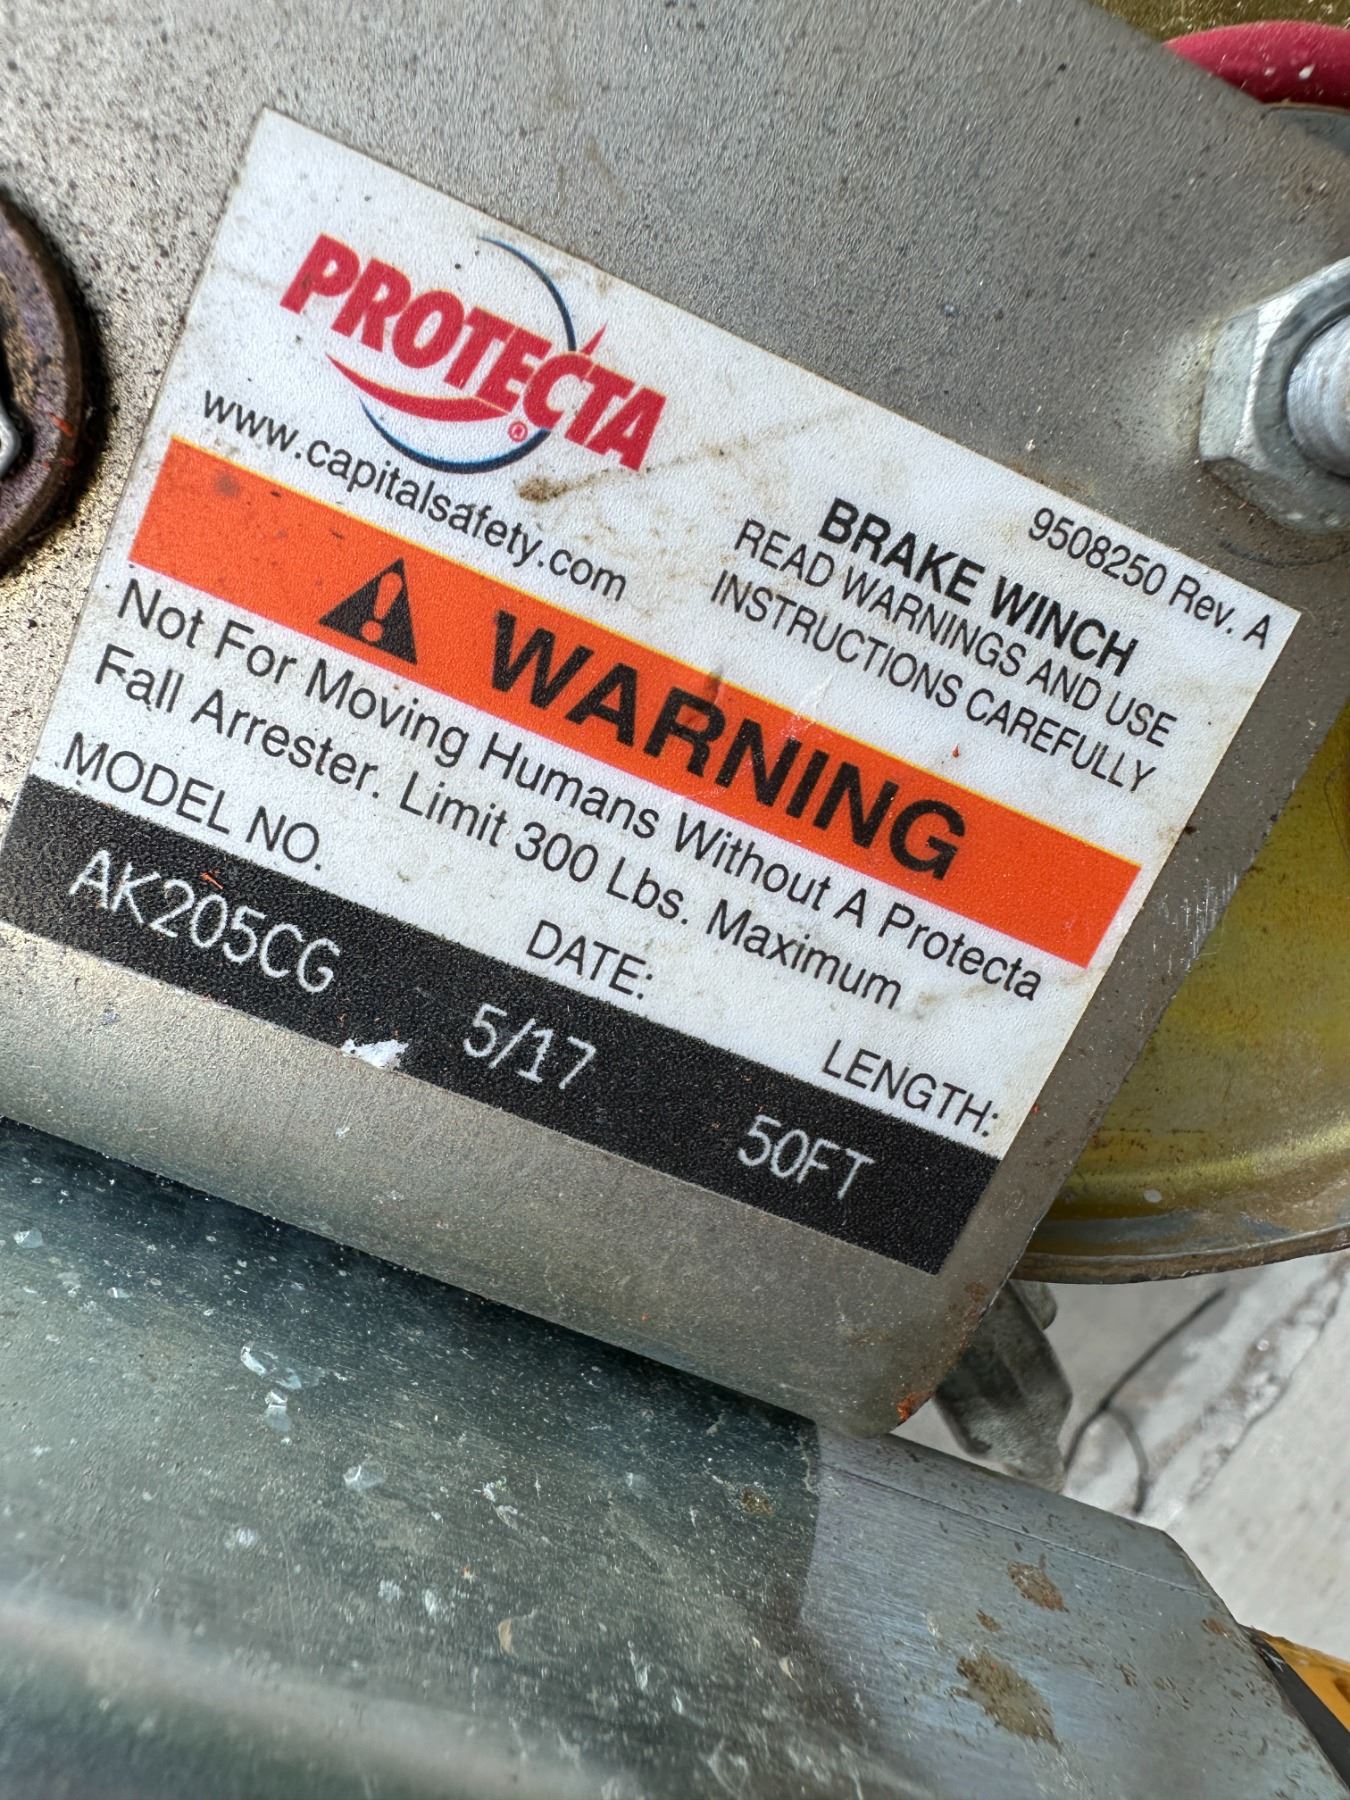 PROTECTA®
www.capitalsafety.com
9508250 Rev. A
BRAKE WINCH
READ WARNINGS AND USE
INSTRUCTIONS CAREFULLY
WARNING
Not For Moving Humans Without A Protecta
Fall Arrester. Limit 300 Lbs. Maximum
MODEL NO. DATE: LENGTH:
AK205CG 5/17 50FT